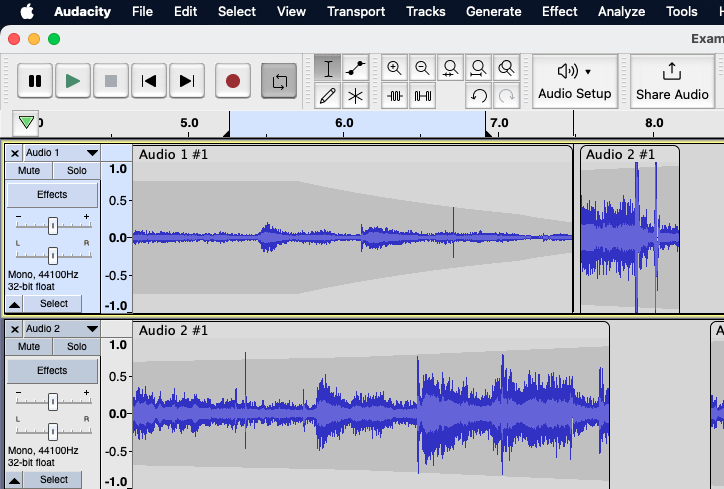 Audacity File Edit Select View Transport Tracks Generate Effect Analyze Tools
Exam
Audio Setup
Share Audio
5.0 6.0 7.0 8.0
Audio 1
Mute Solo
Effects
- +
L R
Mono, 44100Hz
32-bit float
Select
1.0
0.5-
0.0-
-0.5-
-1.0
Audio 1 #1
Audio 2 #1
Audio 2
Mute Solo
Effects
- +
L R
Mono, 44100Hz
32-bit float
Select
1.0
0.5-
0.0-
-0.5-
-1.0
Audio 2 #1
A